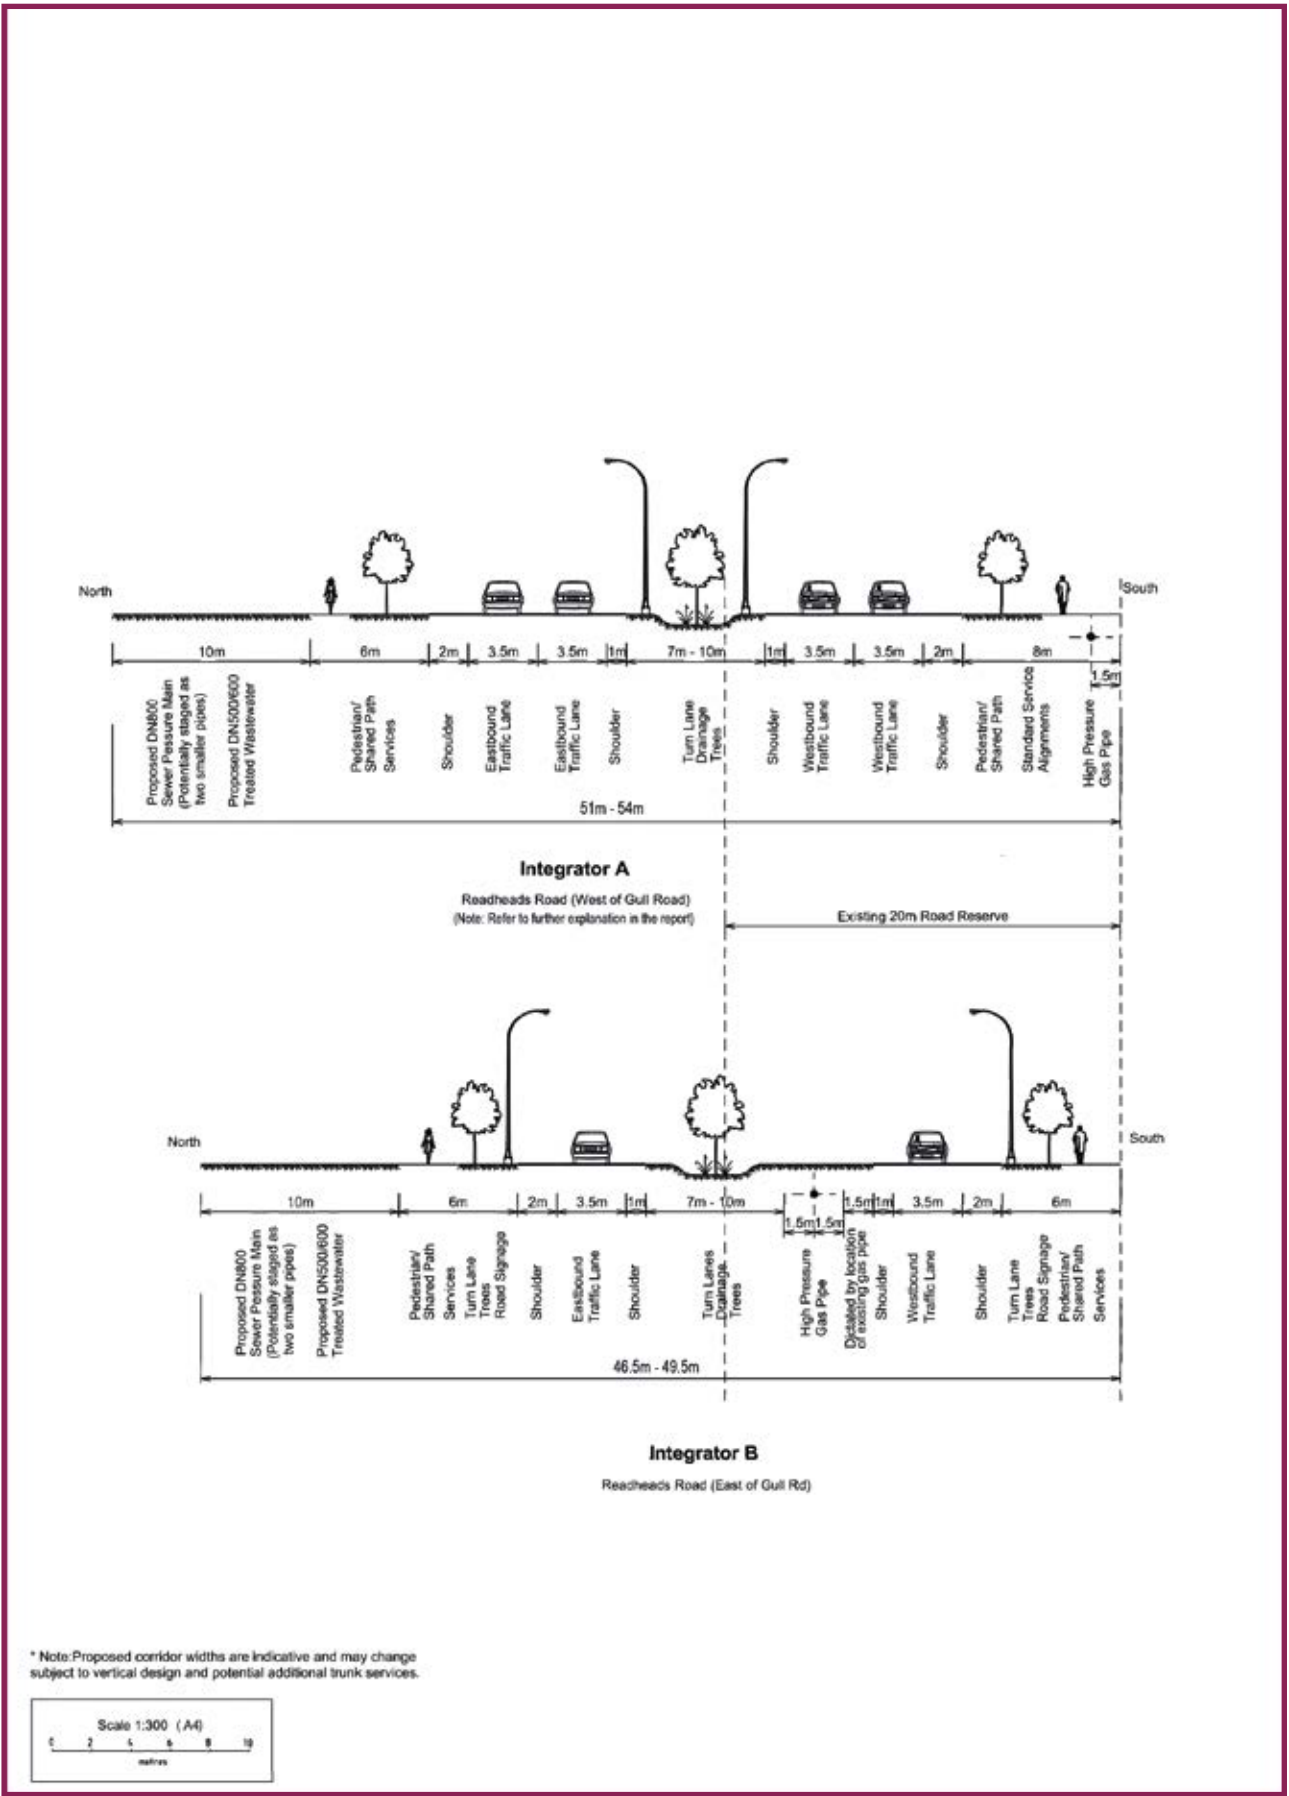 North
South
10m
6m
2m
3.5m
3.5m
1m
7m - 10m
1m
3.5m
3.5m
2m
8m
1.5m
Proposed DN800
Sewer Pessure Main
(Potentially staged as
two smaller pipes)
Proposed DN500/600
Treated Wastewater
Pedestrian/
Shared Path
Services
Shoulder
Eastbound
Traffic Lane
Eastbound
Traffic Lane
Shoulder
Turn Lane
Drainage
Trees
Shoulder
Westbound
Traffic Lane
Westbound
Traffic Lane
Shoulder
Pedestrian/
Shared Path
Standard Service
Alignments
High Pressure
Gas Pipe
51m - 54m
Integrator A
Readheads Road (West of Gull Road)
(Note: Refer to further explanation in the report)
Existing 20m Road Reserve
North
South
10m
6m
2m
3.5m
1m
7m - 10m
1.5m
1m
3.5m
2m
6m
1.5m
1.5m
Proposed DN800
Sewer Pessure Main
(Potentially staged as
two smaller pipes)
Proposed DN500/600
Treated Wastewater
Pedestrian/
Shared Path
Services
Turn Lane
Trees
Road Signage
Shoulder
Eastbound
Traffic Lane
Shoulder
Turn Lanes
Drainage
Trees
High Pressure
Gas Pipe
Dictated by location
of existing gas pipe
Shoulder
Westbound
Traffic Lane
Shoulder
Turn Lane
Trees
Road Signage
Pedestrian/
Shared Path
Services
46.5m - 49.5m
Integrator B
Readheads Road (East of Gull Rd)
* Note:Proposed corridor widths are indicative and may change
subject to vertical design and potential additional trunk services.
Scale 1:300 (A4)
0 2 4 6 8 10
metres